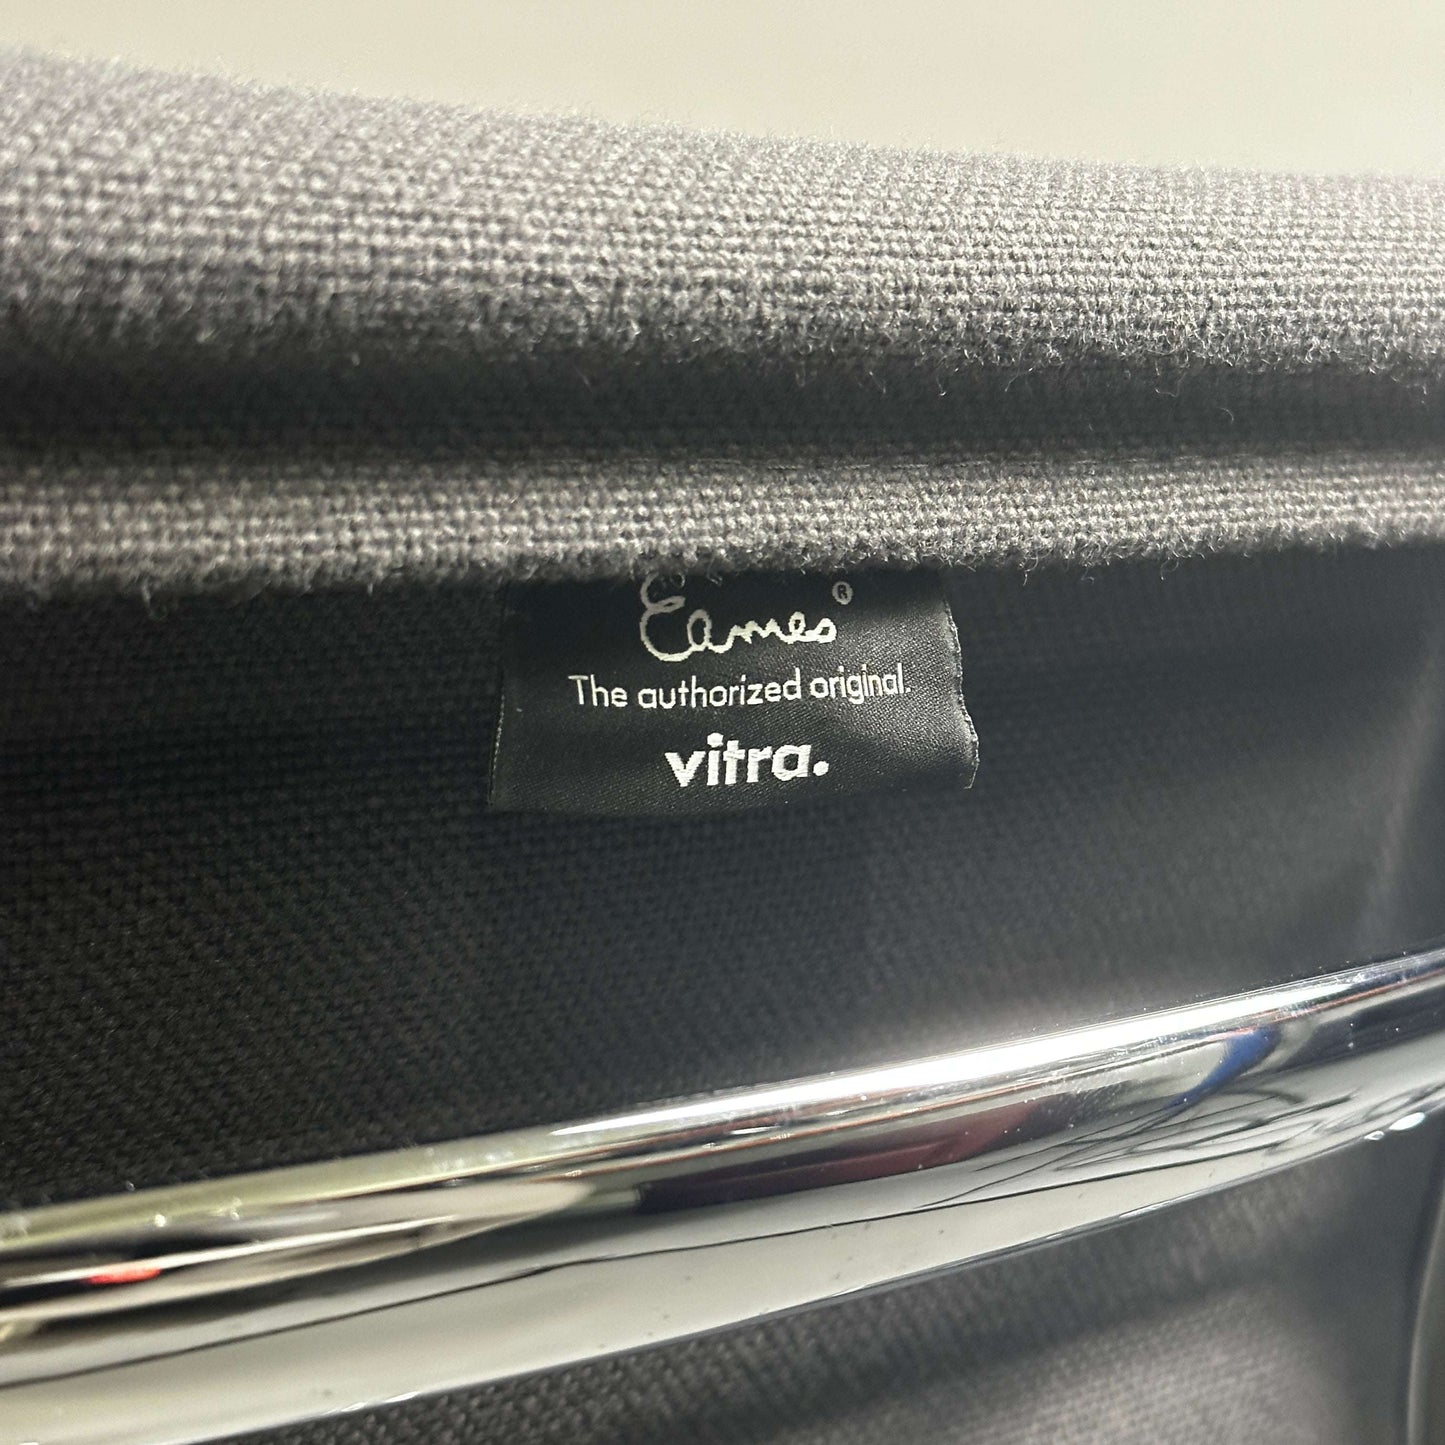 Eames®
The authorized original.
vitra.